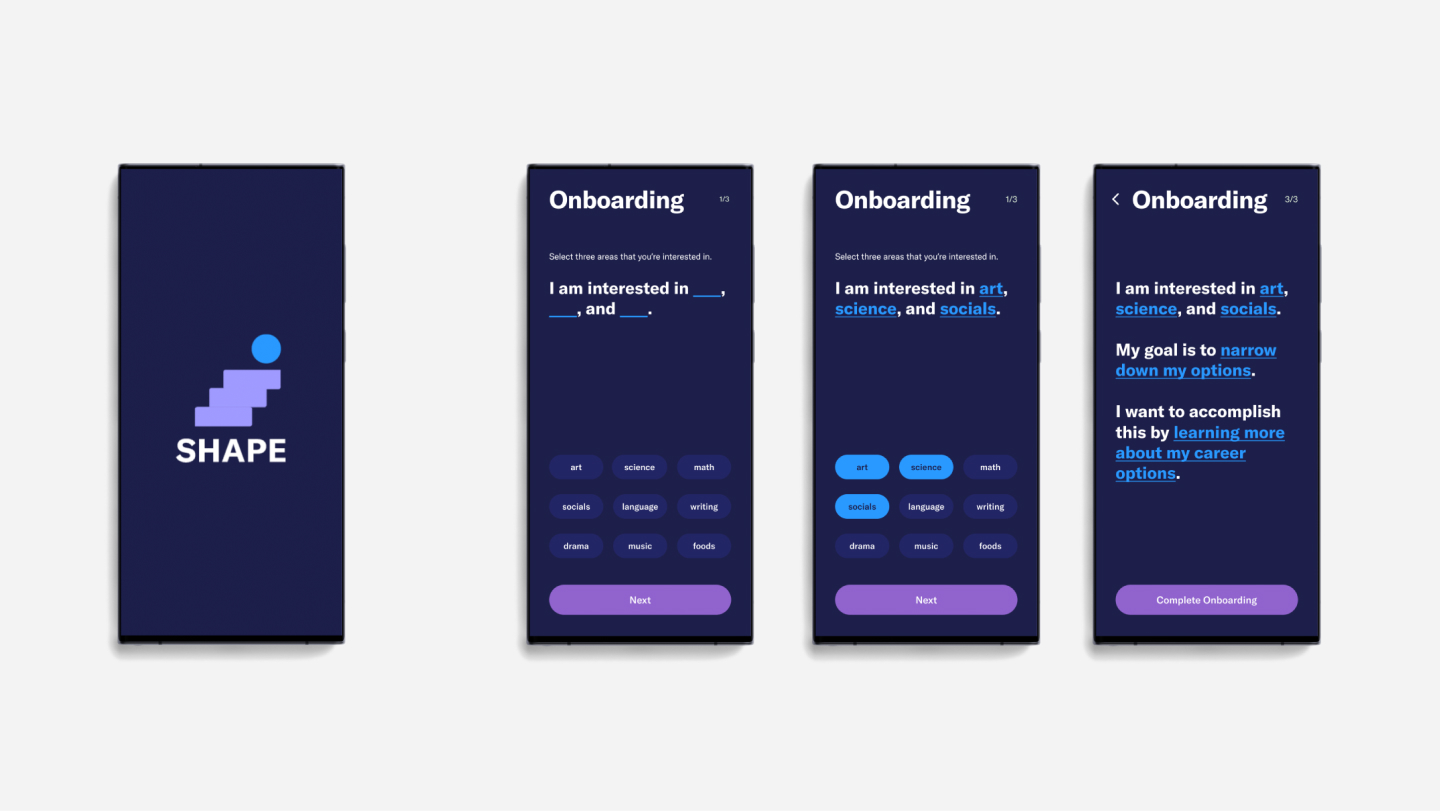 SHAPE
Onboarding
1/3
Select three areas that you're interested in.
I am interested in ___,
___, and ___.
art science math
socials language writing
drama music foods
Next
Onboarding
1/3
Select three areas that you're interested in.
I am interested in art,
science, and socials.
art science math
socials language writing
drama music foods
Next
Onboarding
3/3
I am interested in art,
science, and socials.
My goal is to narrow
down my options.
I want to accomplish
this by learning more
about my career
options.
Complete Onboarding